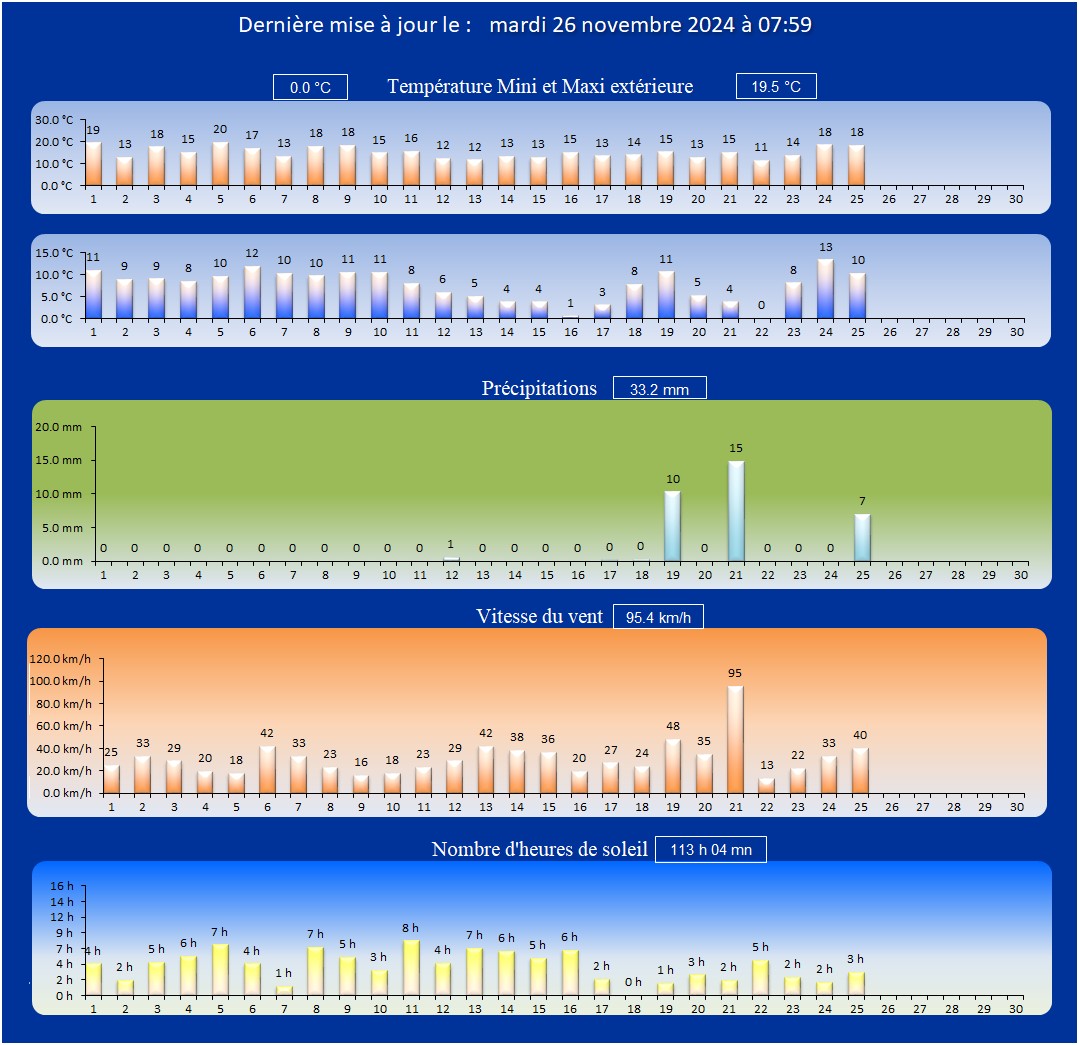 Dernière mise à jour le : mardi 26 novembre 2024 à 07:59
0.0 °C Température Mini et Maxi extérieure 19.5 °C
30.0 °C
20.0 °C
10.0 °C
0.0 °C
19 13 18 15 20 17 13 18 18 15 16 12 12 13 13 15 13 14 15 13 15 11 14 18 18
1 2 3 4 5 6 7 8 9 10 11 12 13 14 15 16 17 18 19 20 21 22 23 24 25 26 27 28 29 30
15.0 °C
10.0 °C
5.0 °C
0.0 °C
11 9 9 8 10 12 10 10 11 11 8 6 5 4 4 1 3 8 11 5 4 0 8 13 10
1 2 3 4 5 6 7 8 9 10 11 12 13 14 15 16 17 18 19 20 21 22 23 24 25 26 27 28 29 30
Précipitations 33.2 mm
20.0 mm
15.0 mm
10.0 mm
5.0 mm
0.0 mm
0 0 0 0 0 0 0 0 0 0 0 1 0 0 0 0 0 0 10 0 15 0 0 0 7
1 2 3 4 5 6 7 8 9 10 11 12 13 14 15 16 17 18 19 20 21 22 23 24 25 26 27 28 29 30
Vitesse du vent 95.4 km/h
120.0 km/h
100.0 km/h
80.0 km/h
60.0 km/h
40.0 km/h
20.0 km/h
0.0 km/h
25 33 29 20 18 42 33 23 16 18 23 29 42 38 36 20 27 24 48 35 95 13 22 33 40
1 2 3 4 5 6 7 8 9 10 11 12 13 14 15 16 17 18 19 20 21 22 23 24 25 26 27 28 29 30
Nombre d'heures de soleil 113 h 04 mn
16 h
14 h
12 h
9 h
7 h
4 h
2 h
0 h
4 h 2 h 5 h 6 h 7 h 4 h 1 h 7 h 5 h 3 h 8 h 4 h 7 h 6 h 5 h 6 h 2 h 0 h 1 h 3 h 2 h 5 h 2 h 2 h 3 h
1 2 3 4 5 6 7 8 9 10 11 12 13 14 15 16 17 18 19 20 21 22 23 24 25 26 27 28 29 30